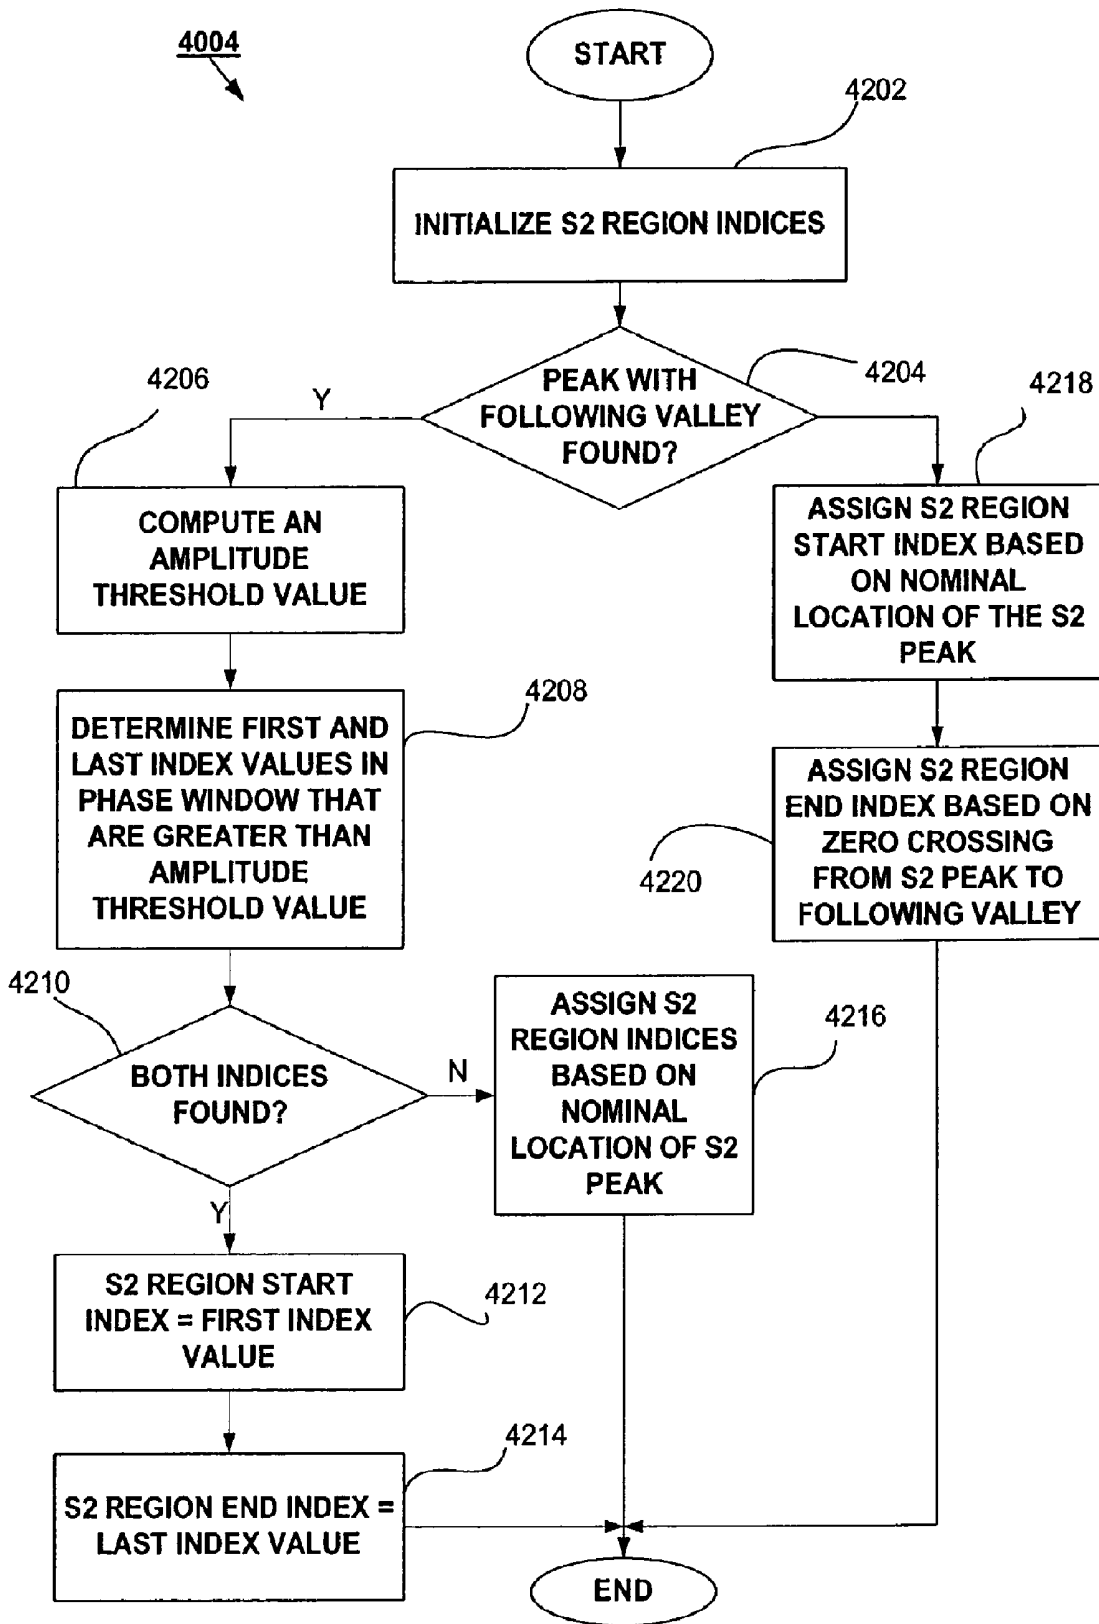 4004
START
4202
INITIALIZE S2 REGION INDICES
4204
PEAK WITH
FOLLOWING VALLEY
FOUND?
Y
4206
COMPUTE AN
AMPLITUDE
THRESHOLD VALUE
4218
ASSIGN S2 REGION
START INDEX BASED
ON NOMINAL
LOCATION OF THE S2
PEAK
4208
DETERMINE FIRST AND
LAST INDEX VALUES IN
PHASE WINDOW THAT
ARE GREATER THAN
AMPLITUDE
THRESHOLD VALUE
ASSIGN S2 REGION
END INDEX BASED ON
ZERO CROSSING
FROM S2 PEAK TO
FOLLOWING VALLEY
4220
4210
BOTH INDICES
FOUND?
N
ASSIGN S2
REGION INDICES
BASED ON
NOMINAL
LOCATION OF S2
PEAK
4216
Y
S2 REGION START
INDEX = FIRST INDEX
VALUE
4212
S2 REGION END INDEX =
LAST INDEX VALUE
4214
END